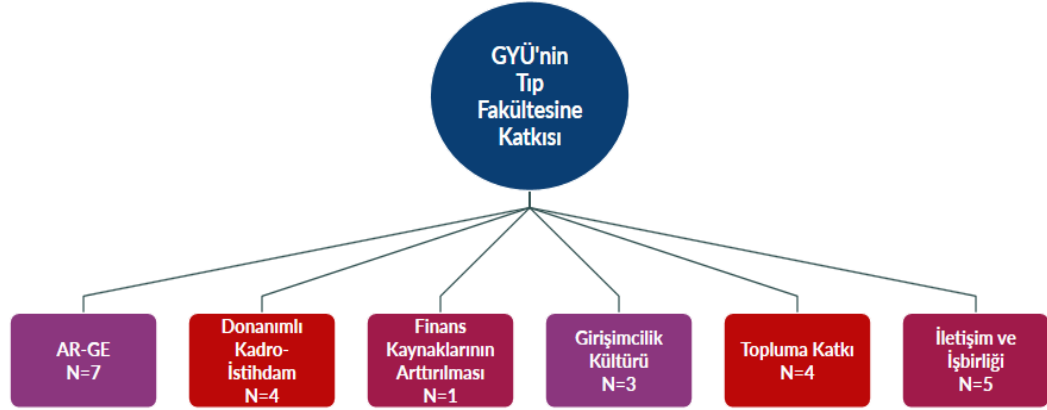 GYÜ'nin
Tıp
Fakültesine
Katkısı
AR-GE
N=7
Donanımlı
Kadro-
İstihdam
N=4
Finans
Kaynaklarının
Arttırılması
N=1
Girişimcilik
Kültürü
N=3
Topluma Katkı
N=4
İletişim ve
İşbirliği
N=5